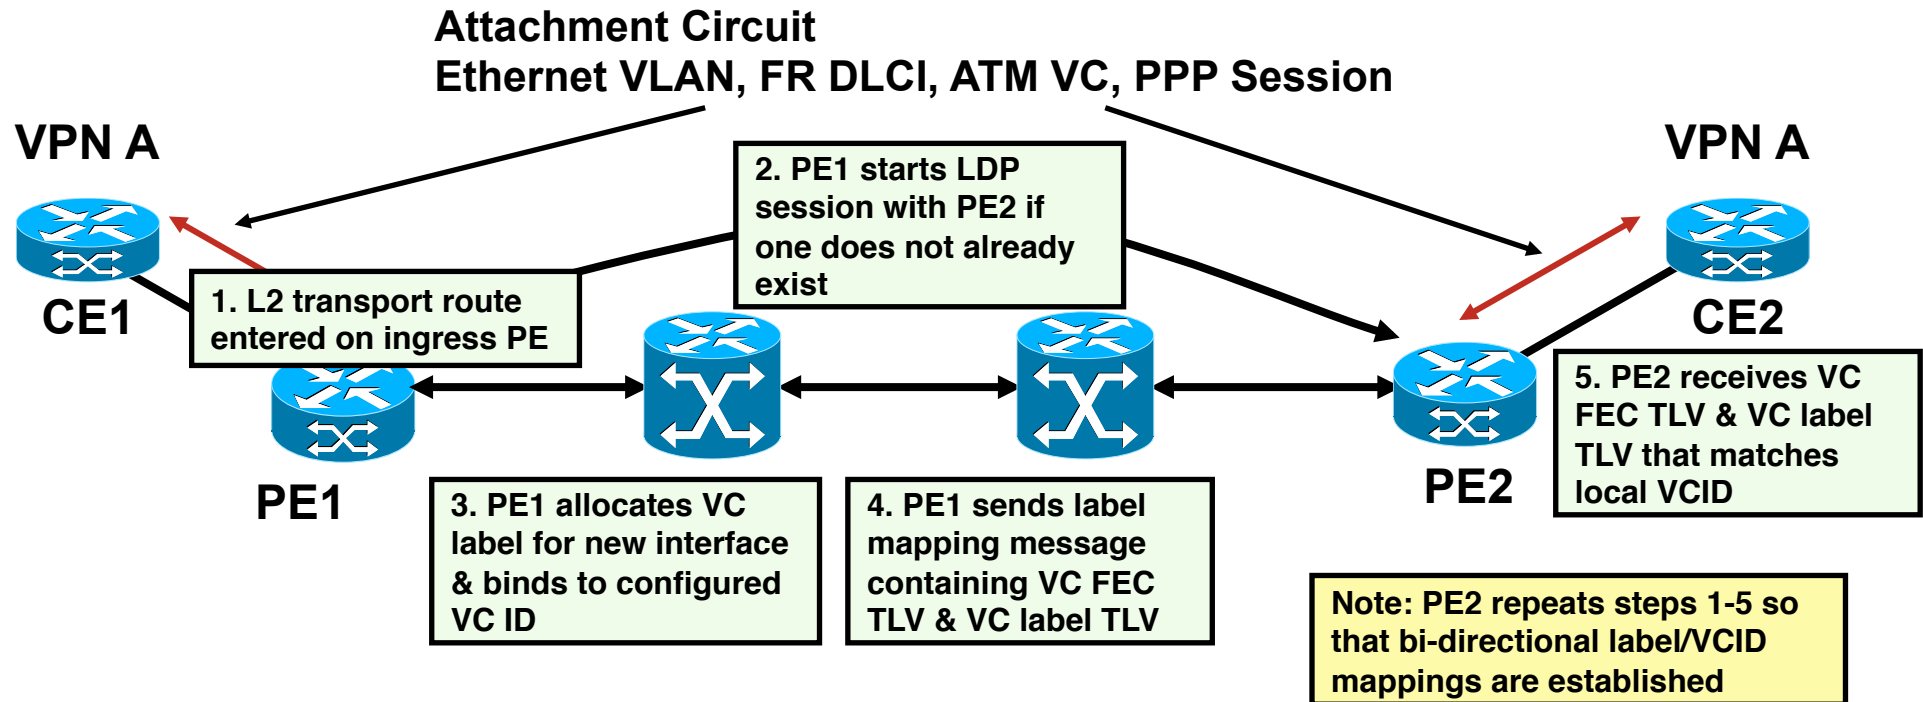 Attachment Circuit
Ethernet VLAN, FR DLCI, ATM VC, PPP Session
VPN A
VPN A
2. PE1 starts LDP
session with PE2 if
one does not already
exist
CE1
1. L2 transport route
entered on ingress PE
CE2
PE1
PE2
5. PE2 receives VC
FEC TLV & VC label
TLV that matches
local VCID
3. PE1 allocates VC
label for new interface
& binds to configured
VC ID
4. PE1 sends label
mapping message
containing VC FEC
TLV & VC label TLV
Note: PE2 repeats steps 1-5 so
that bi-directional label/VCID
mappings are established